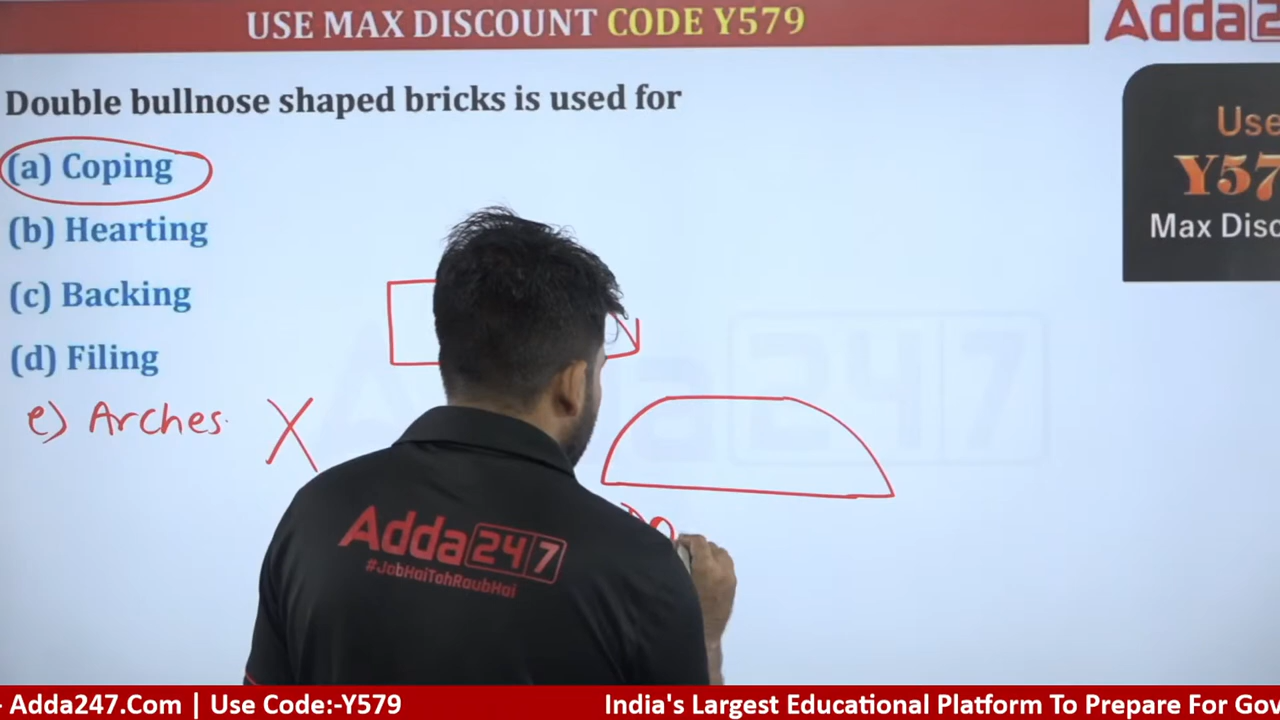 USE MAX DISCOUNT CODE Y579
Adda2
Double bullnose shaped bricks is used for
(a) Coping
(b) Hearting
(c) Backing
(d) Filing
e) Arches.
Use
Y57
Max Disc
Adda247
#JobHaiTohRaubHai
- Adda247.Com | Use Code:-Y579
India's Largest Educational Platform To Prepare For Gov